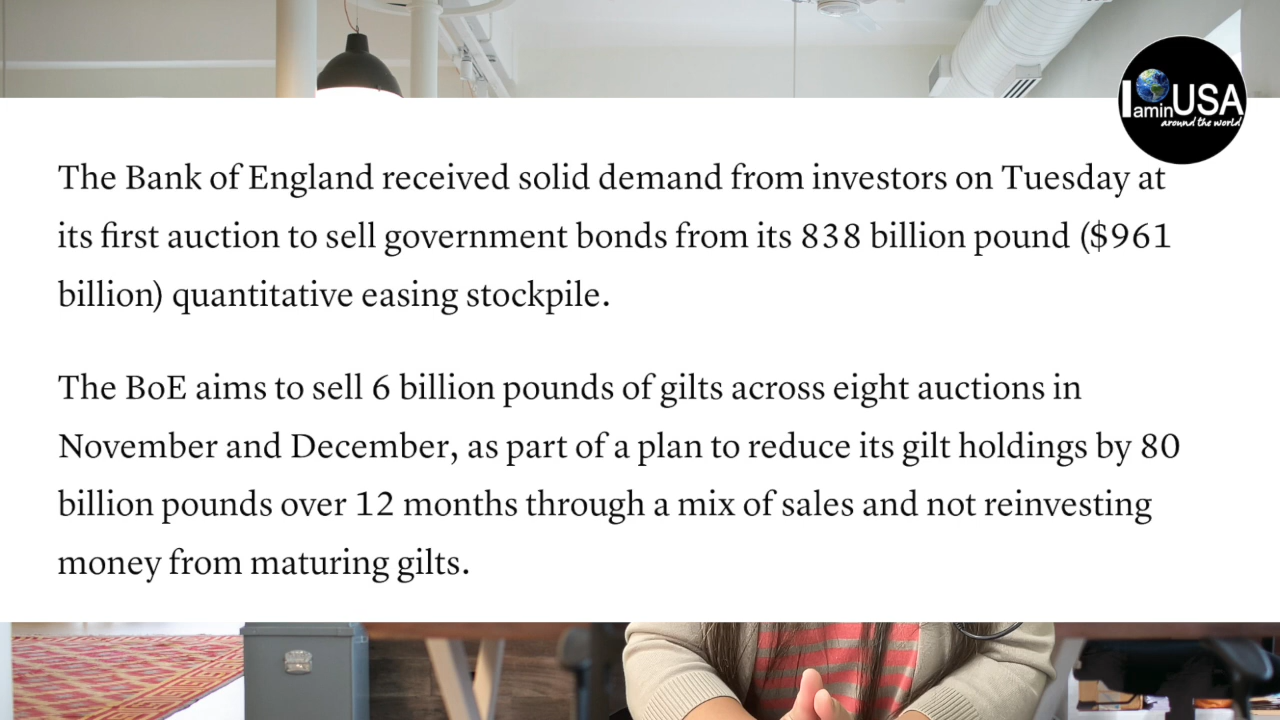 I aminUSA
around the world
The Bank of England received solid demand from investors on Tuesday at
its first auction to sell government bonds from its 838 billion pound ($961
billion) quantitative easing stockpile.
The BoE aims to sell 6 billion pounds of gilts across eight auctions in
November and December, as part of a plan to reduce its gilt holdings by 80
billion pounds over 12 months through a mix of sales and not reinvesting
money from maturing gilts.